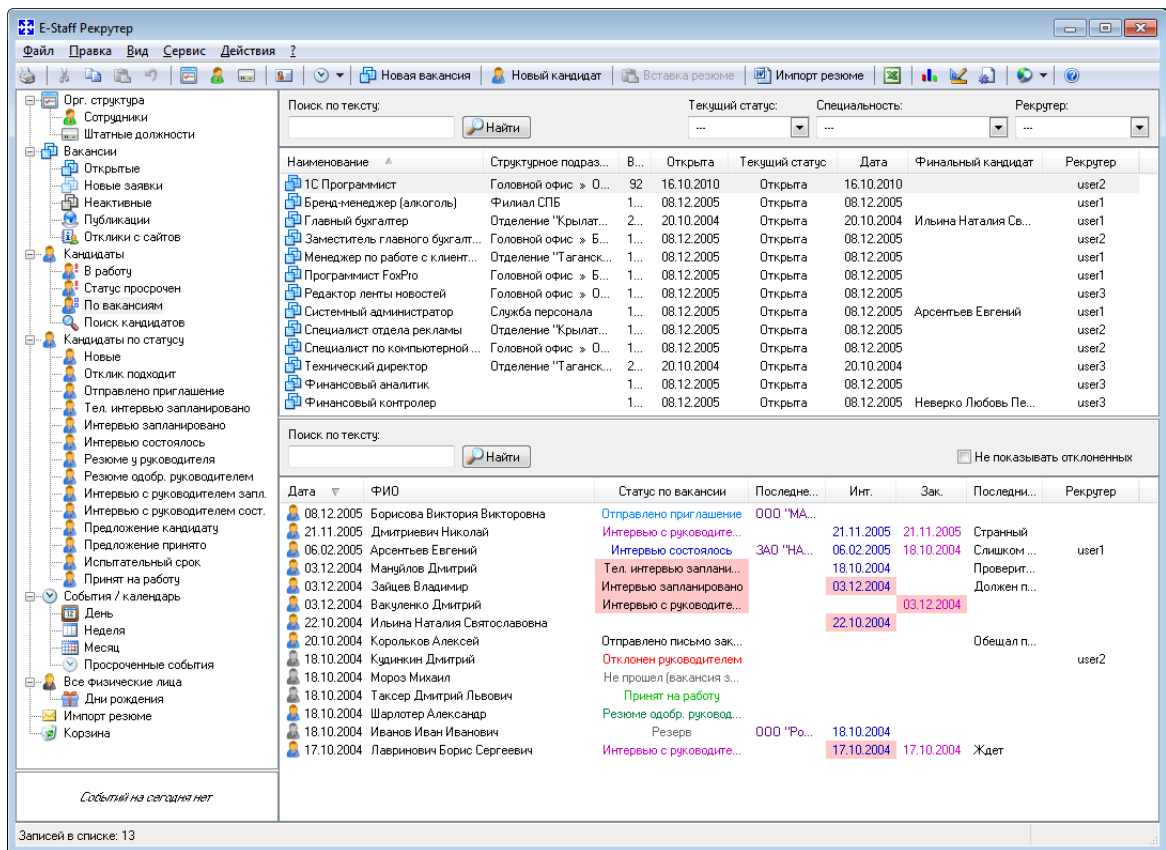 E-Staff Рекрутер
Файл Правка Вид Сервис Действия ?
Новая вакансия Новый кандидат Вставка резюме Импорт резюме
Орг. структура
Сотрудники
Штатные должности
Вакансии
Открытые
Новые заявки
Неактивные
Публикации
Отклики с сайтов
Кандидаты
В работу
Статус просрочен
По вакансиям
Поиск кандидатов
Кандидаты по статусу
Новые
Отклик подходит
Отправлено приглашение
Тел. интервью запланировано
Интервью запланировано
Интервью состоялось
Резюме у руководителя
Резюме одобр. руководителем
Интервью с руководителем запл.
Интервью с руководителем сост.
Предложение кандидату
Предложение принято
Испытательный срок
Принят на работу
События / календарь
12 День
Неделя
Месяц
Просроченные события
Все физические лица
Дни рождения
Импорт резюме
Корзина
Событий на сегодня нет
Поиск по тексту: Текущий статус: Специальность: Рекрутер:
Найти --- --- ---
Наименование Структурное подраз... В... Открыта Текущий статус Дата Финальный кандидат Рекрутер
1С Программист Головной офис » О... 92 16.10.2010 Открыта 16.10.2010 user2
Бренд-менеджер (алкоголь) Филиал СПБ 1... 08.12.2005 Открыта 08.12.2005 user1
Главный бухгалтер Отделение "Крылат... 2... 20.10.2004 Открыта 20.10.2004 Ильина Наталия Св... user1
Заместитель главного бухгалт... Головной офис » Б... 1... 08.12.2005 Открыта 08.12.2005 user2
Менеджер по работе с клиент... Отделение "Таганск... 1... 08.12.2005 Открыта 08.12.2005 user1
Программист FoxPro Головной офис » Б... 1... 08.12.2005 Открыта 08.12.2005 user1
Редактор ленты новостей Головной офис » О... 1... 08.12.2005 Открыта 08.12.2005 user3
Системный администратор Служба персонала 1... 08.12.2005 Открыта 08.12.2005 Арсентьев Евгений user1
Специалист отдела рекламы Отделение "Крылат... 1... 08.12.2005 Открыта 08.12.2005 user2
Специалист по компьютерной ... Головной офис » О... 1... 08.12.2005 Открыта 08.12.2005 user2
Технический директор Отделение "Таганск... 2... 20.10.2004 Открыта 20.10.2004 user3
Финансовый аналитик 1... 08.12.2005 Открыта 08.12.2005 user3
Финансовый контролер 1... 08.12.2005 Открыта 08.12.2005 Неверко Любовь Пе... user3
Поиск по тексту:
Найти Не показывать отклоненных
Дата ФИО Статус по вакансии Последне... Инт. Зак. Последни... Рекрутер
08.12.2005 Борисова Виктория Викторовна Отправлено приглашение ООО "МА...
21.11.2005 Дмитриевич Николай Интервью с руководите... 21.11.2005 21.11.2005 Странный
06.02.2005 Арсентьев Евгений Интервью состоялось ЗАО "НА... 06.02.2005 18.10.2004 Слишком ... user1
03.12.2004 Мануйлов Дмитрий Тел. интервью заплани... 18.10.2004 Проверит...
03.12.2004 Зайцев Владимир Интервью запланировано 03.12.2004 Должен п...
03.12.2004 Вакуленко Дмитрий Интервью с руководите... 03.12.2004
22.10.2004 Ильина Наталия Святославовна 22.10.2004
20.10.2004 Корольков Алексей Отправлено письмо зак... Обещал п...
18.10.2004 Кудинкин Дмитрий Отклонен руководителем user2
18.10.2004 Мороз Михаил Не прошел (вакансия з...
18.10.2004 Таксер Дмитрий Львович Принят на работу
18.10.2004 Шарлотер Александр Резюме одобр. руковод...
18.10.2004 Иванов Иван Иванович Резерв ООО "Ро... 18.10.2004
17.10.2004 Лавринович Борис Сергеевич Интервью с руководите... 17.10.2004 17.10.2004 Ждет
Записей в списке: 13